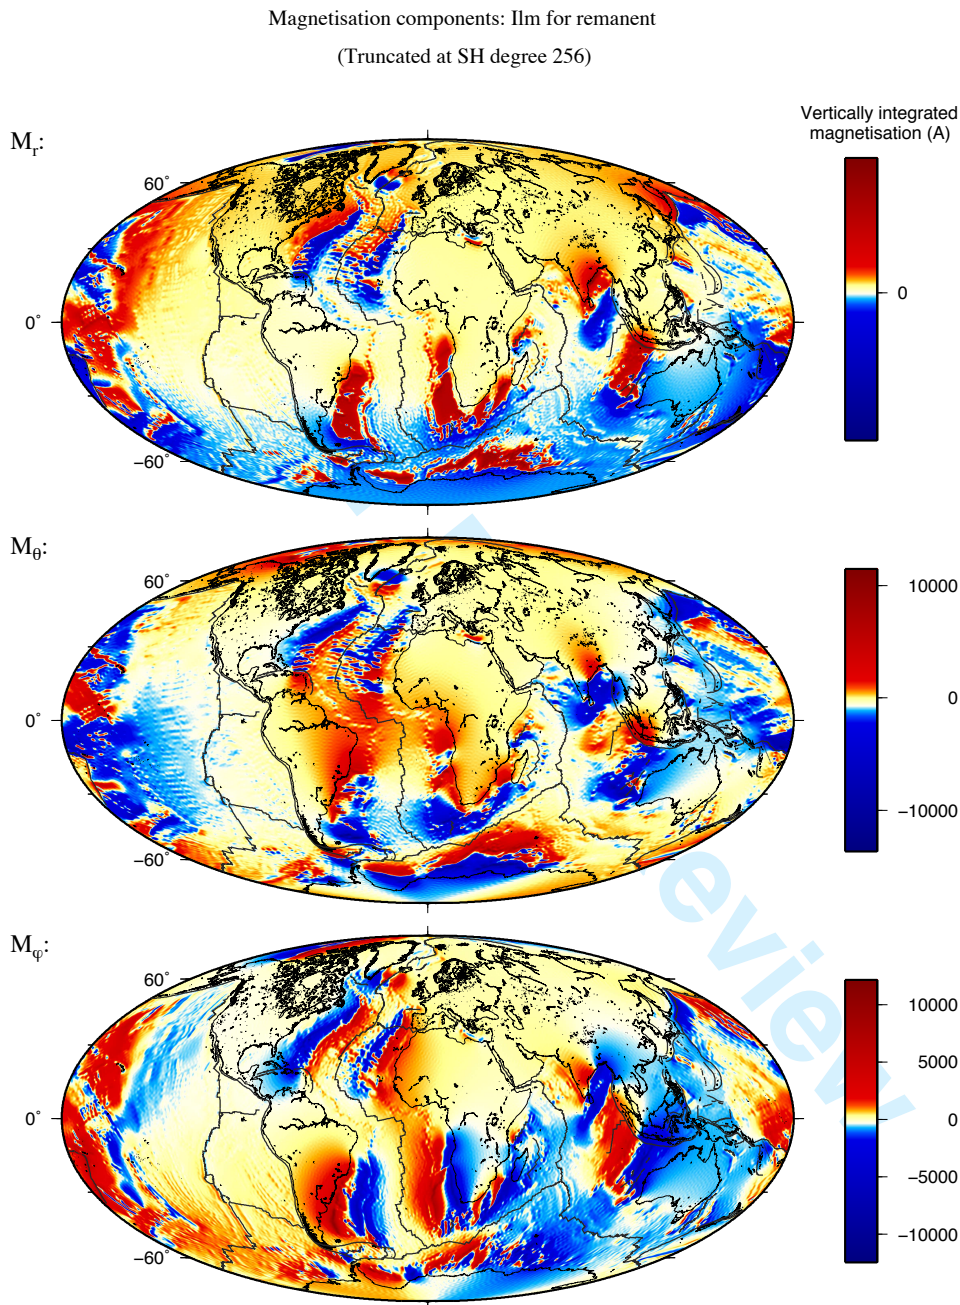 Magnetisation components: Ilm for remanent
(Truncated at SH degree 256)
Vertically integrated
magnetisation (A)
Mr:
60°
0°
−60°
0
Mθ:
60°
0°
−60°
10000
0
−10000
Mφ:
60°
0°
−60°
10000
5000
0
−5000
−10000
eview